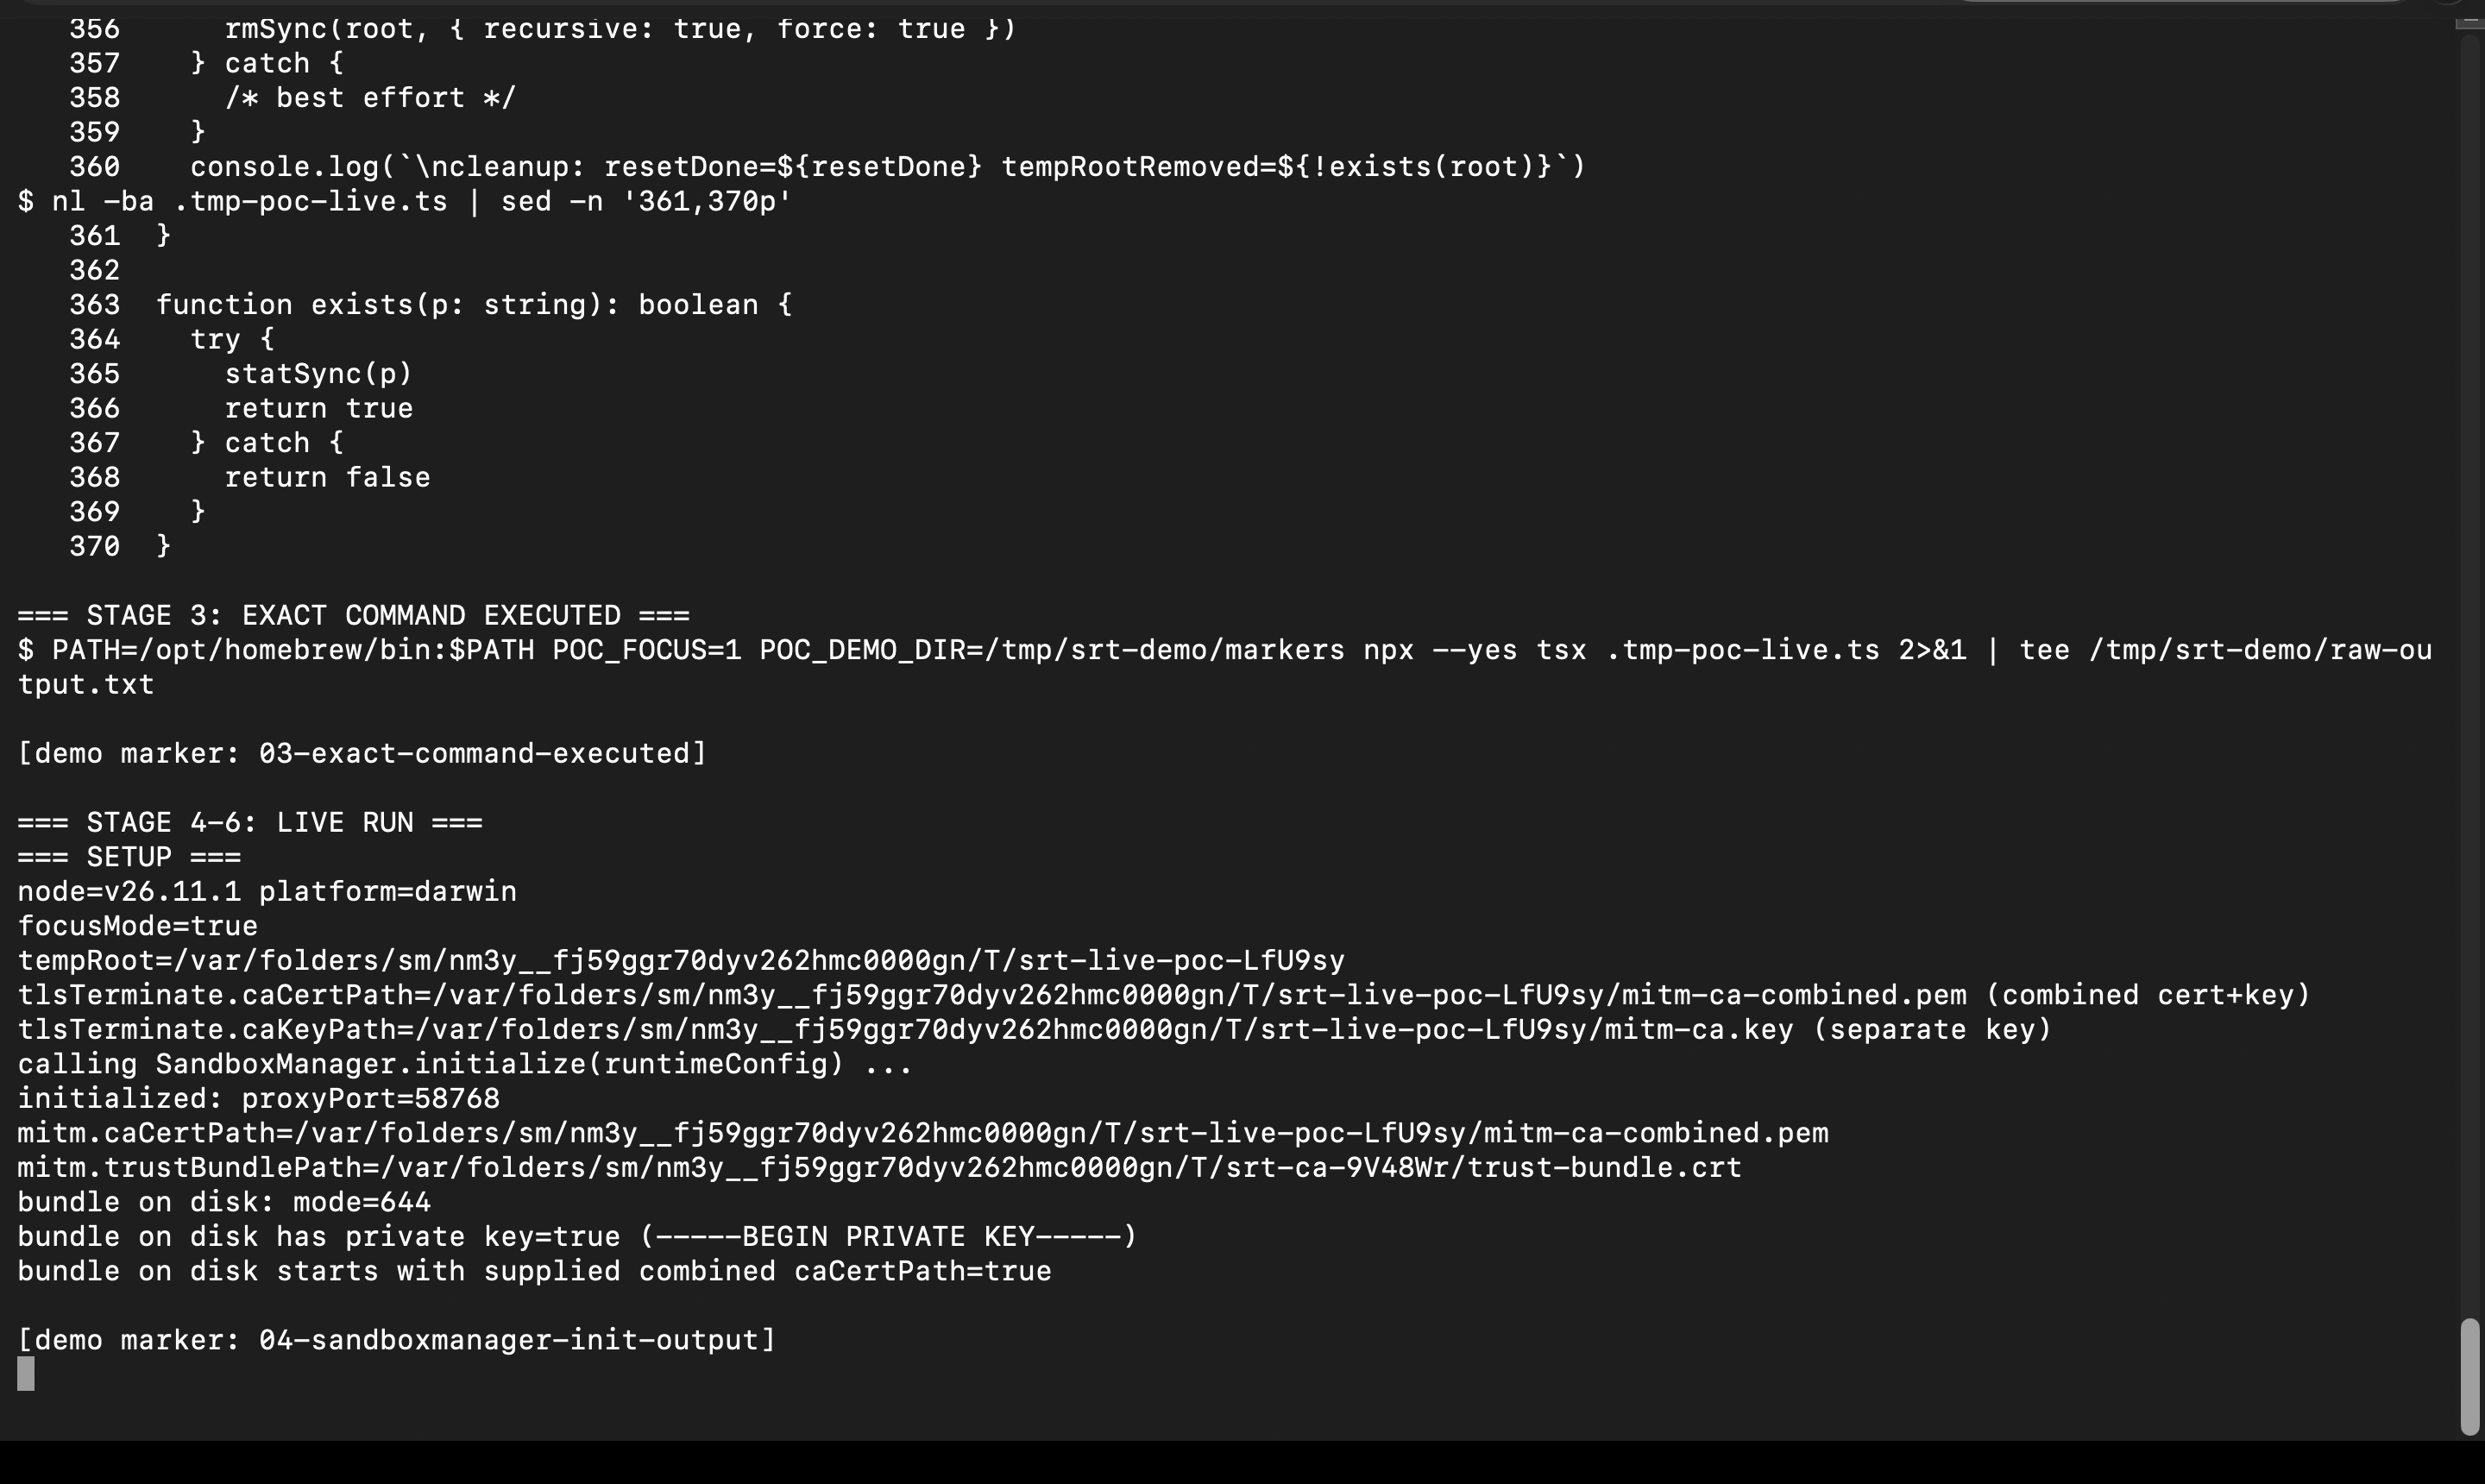 356      rmSync(root, { recursive: true, force: true })
   357    } catch {
   358      /* best effort */
   359    }
   360    console.log(`\ncleanup: resetDone=${resetDone} tempRootRemoved=${!exists(root)}`)
$ nl -ba .tmp-poc-live.ts | sed -n '361,370p'
   361  }
   362
   363  function exists(p: string): boolean {
   364    try {
   365      statSync(p)
   366      return true
   367    } catch {
   368      return false
   369    }
   370  }

=== STAGE 3: EXACT COMMAND EXECUTED ===
$ PATH=/opt/homebrew/bin:$PATH POC_FOCUS=1 POC_DEMO_DIR=/tmp/srt-demo/markers npx --yes tsx .tmp-poc-live.ts 2>&1 | tee /tmp/srt-demo/raw-ou
tput.txt

[demo marker: 03-exact-command-executed]

=== STAGE 4-6: LIVE RUN ===
=== SETUP ===
node=v26.11.1 platform=darwin
focusMode=true
tempRoot=/var/folders/sm/nm3y__fj59ggr70dyv262hmc0000gn/T/srt-live-poc-LfU9sy
tlsTerminate.caCertPath=/var/folders/sm/nm3y__fj59ggr70dyv262hmc0000gn/T/srt-live-poc-LfU9sy/mitm-ca-combined.pem (combined cert+key)
tlsTerminate.caKeyPath=/var/folders/sm/nm3y__fj59ggr70dyv262hmc0000gn/T/srt-live-poc-LfU9sy/mitm-ca.key (separate key)
calling SandboxManager.initialize(runtimeConfig) ...
initialized: proxyPort=58768
mitm.caCertPath=/var/folders/sm/nm3y__fj59ggr70dyv262hmc0000gn/T/srt-live-poc-LfU9sy/mitm-ca-combined.pem
mitm.trustBundlePath=/var/folders/sm/nm3y__fj59ggr70dyv262hmc0000gn/T/srt-ca-9V48Wr/trust-bundle.crt
bundle on disk: mode=644
bundle on disk has private key=true (-----BEGIN PRIVATE KEY-----)
bundle on disk starts with supplied combined caCertPath=true

[demo marker: 04-sandboxmanager-init-output]